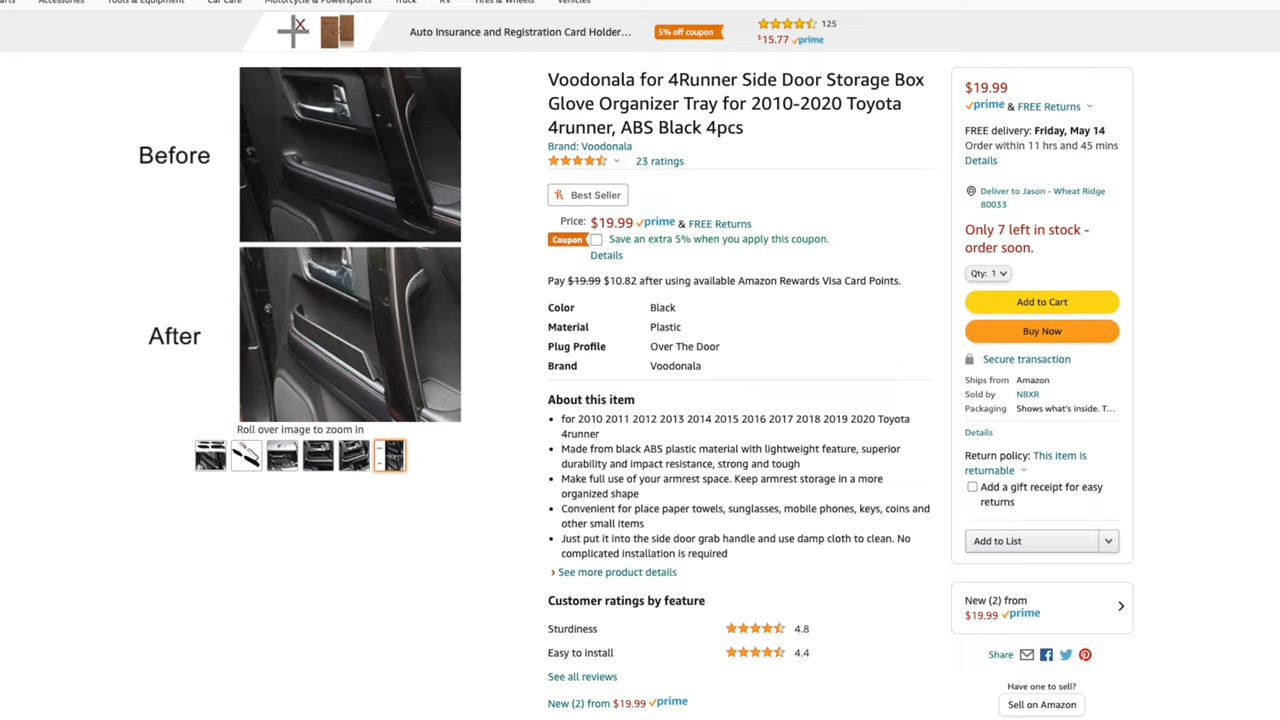 Accessories
Tools & Equipment
Car Care
Motorcycle & Powersports
Truck
RV
Tires & Wheels
Vehicles
Auto Insurance and Registration Card Holder…
5% off coupon
125
$15.77 prime
Before
After
Roll over image to zoom in
Voodonala for 4Runner Side Door Storage Box
Glove Organizer Tray for 2010-2020 Toyota
4runner, ABS Black 4pcs
Brand: Voodonala
23 ratings
Best Seller
Price: $19.99 prime & FREE Returns
Coupon Save an extra 5% when you apply this coupon.
Details
Pay $19.99 $10.82 after using available Amazon Rewards Visa Card Points.
Color Black
Material Plastic
Plug Profile Over The Door
Brand Voodonala
About this item
• for 2010 2011 2012 2013 2014 2015 2016 2017 2018 2019 2020 Toyota
4runner
• Made from black ABS plastic material with lightweight feature, superior
durability and impact resistance, strong and tough
• Make full use of your armrest space. Keep armrest storage in a more
organized shape
• Convenient for place paper towels, sunglasses, mobile phones, keys, coins and
other small items
• Just put it into the side door grab handle and use damp cloth to clean. No
complicated installation is required
› See more product details
Customer ratings by feature
Sturdiness 4.8
Easy to install 4.4
See all reviews
New (2) from $19.99 prime
$19.99
prime & FREE Returns
FREE delivery: Friday, May 14
Order within 11 hrs and 45 mins
Details
Deliver to Jason - Wheat Ridge
80033
Only 7 left in stock -
order soon.
Qty: 1
Add to Cart
Buy Now
Secure transaction
Ships from Amazon
Sold by NBXR
Packaging Shows what's inside. T…
Details
Return policy: This item is
returnable
Add a gift receipt for easy
returns
Add to List
New (2) from
$19.99 prime
Share
Have one to sell?
Sell on Amazon